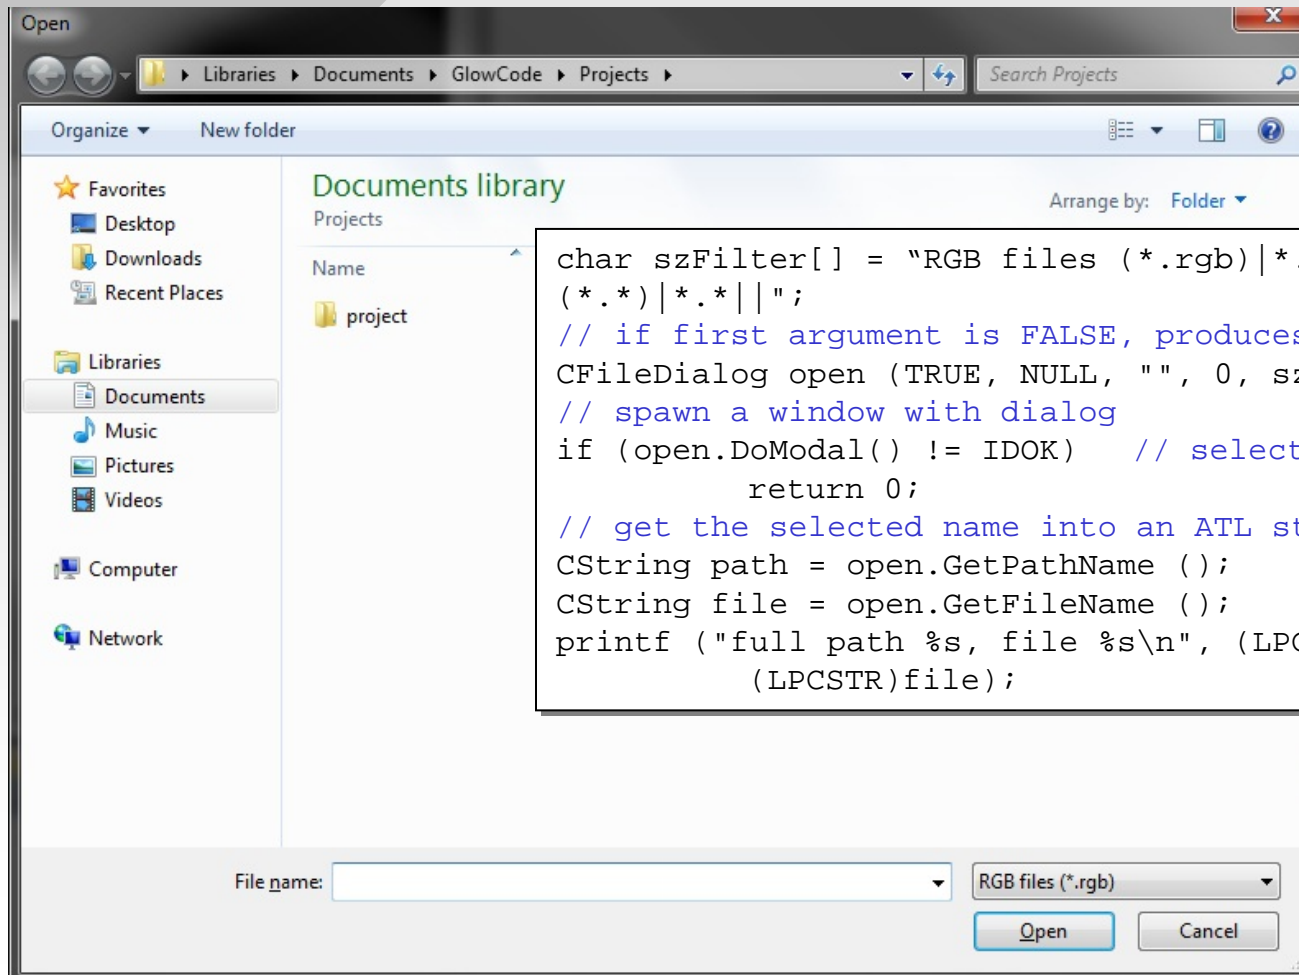 Open
Libraries Documents GlowCode Projects
Search Projects
Organize New folder
Favorites
Desktop
Downloads
Recent Places
Libraries
Documents
Music
Pictures
Videos
Computer
Network
Documents library
Projects
Arrange by: Folder
Name
project
char szFilter[] = “RGB files (*.rgb)|*.
(*.*)|*.*||";
// if first argument is FALSE, produces
CFileDialog open (TRUE, NULL, "", 0, sz
// spawn a window with dialog
if (open.DoModal() != IDOK) // select
return 0;
// get the selected name into an ATL st
CString path = open.GetPathName ();
CString file = open.GetFileName ();
printf ("full path %s, file %s\n", (LPC
(LPCSTR)file);
File name:
RGB files (*.rgb)
Open Cancel